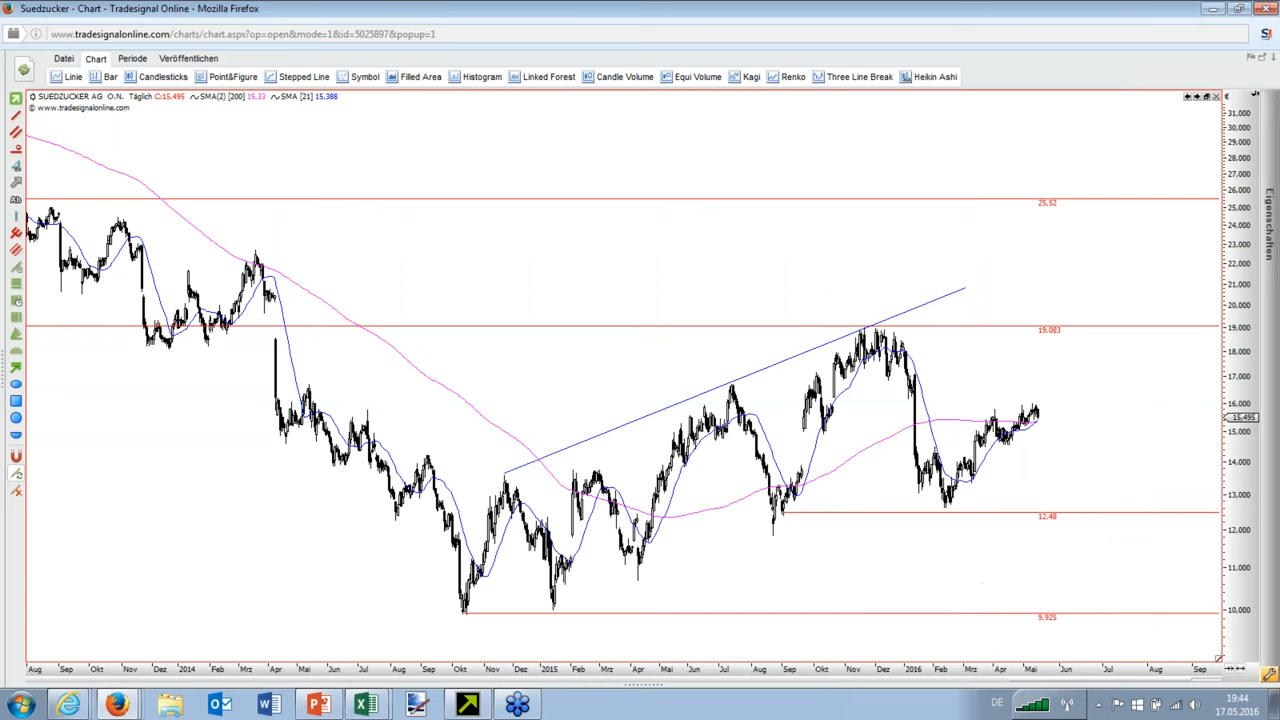 Suedzucker - Chart - Tradesignal Online - Mozilla Firefox
www.tradesignalonline.com/charts/chart.aspx?op=open&mode=1&id=5025897&popup=1
Datei Chart Periode Veröffentlichen
Linie Bar Candlesticks Point&Figure Stepped Line Symbol Filled Area Histogram Linked Forest Candle Volume Equi Volume Kagi Renko Three Line Break Heikin Ashi
SUEDZUCKER AG O.N. Täglich C:15,495 SMA(2) [200] 15,33 SMA [21] 15,388 €
© www.tradesignalonline.com
Ab
31,000
30,000
29,000
28,000
27,000
26,000
25,000
24,000
23,000
22,000
21,000
20,000
19,000
18,000
17,000
16,000
15,495
15,000
14,000
13,000
12,000
11,000
10,000
25,52
19,083
12,48
9,925
Eigenschaften
Aug Sep Okt Nov Dez 2014 Feb Mrz Apr Mai Jun Jul Aug Sep Okt Nov Dez 2015 Feb Mrz Apr Mai Jun Jul Aug Sep Okt Nov Dez 2016 Feb Mrz Apr Mai Jun Jul Aug Sep
DE
19:44
17.05.2016